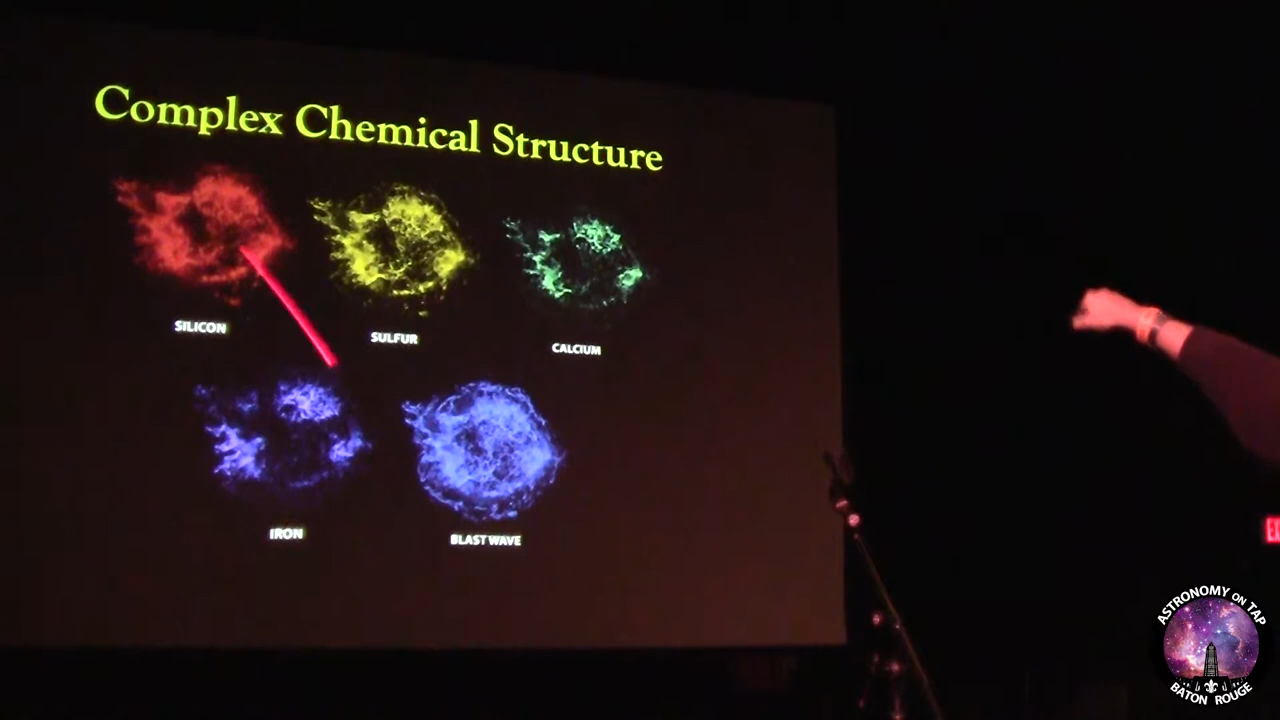 Complex Chemical Structure
SILICON
SULFUR
CALCIUM
IRON
BLAST WAVE
ASTRONOMY ON TAP
BATON ROUGE